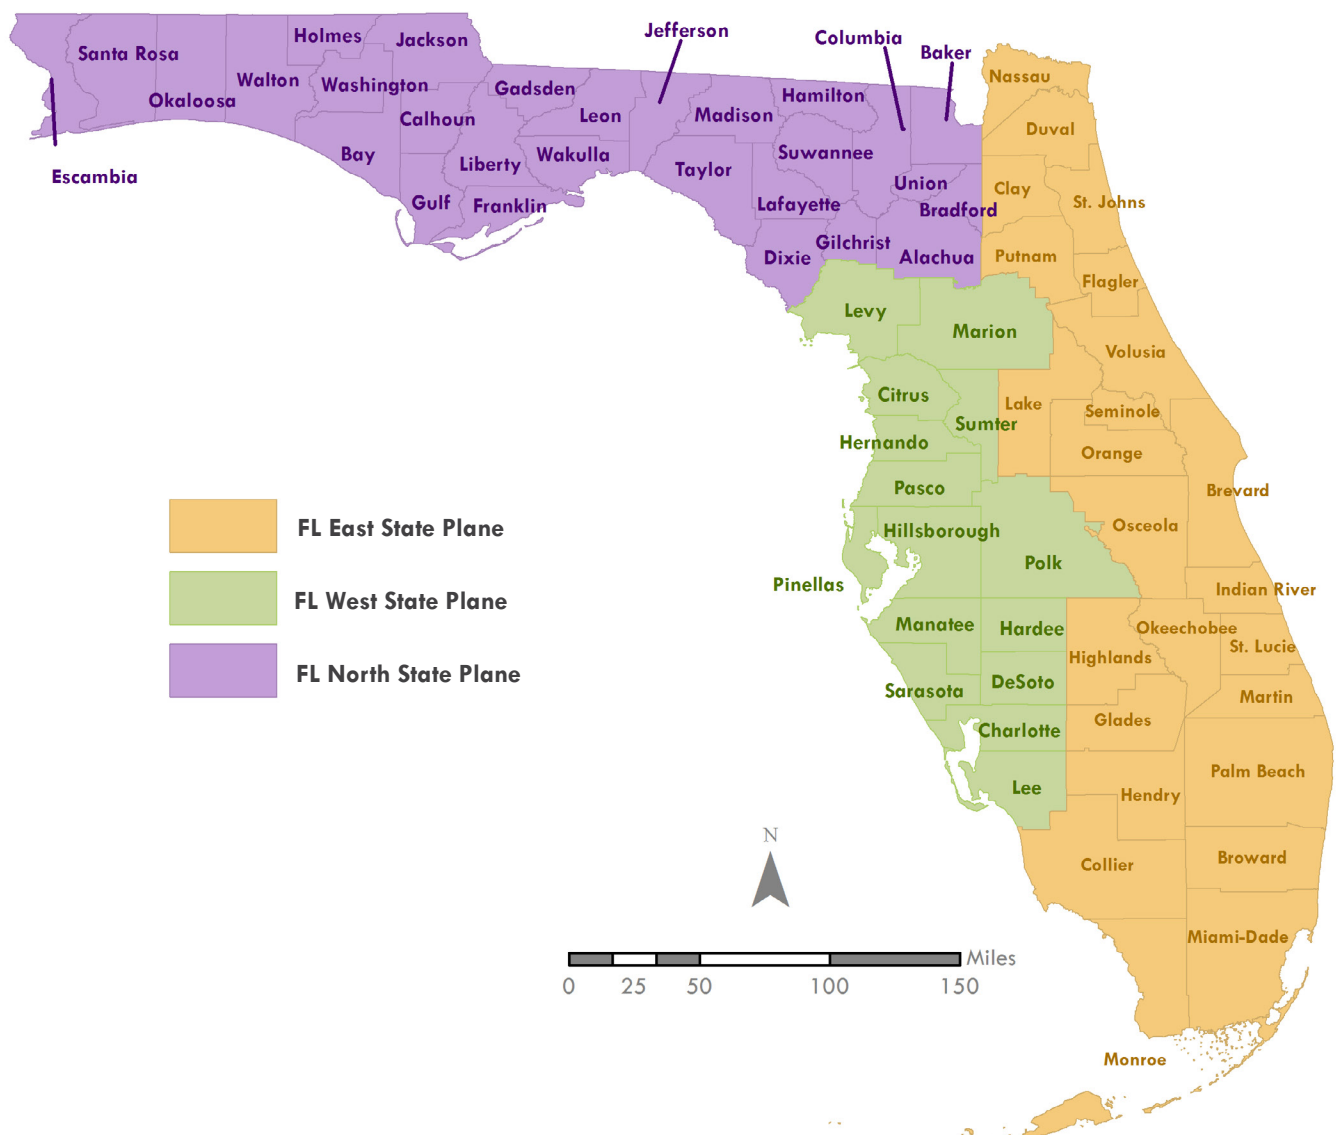 Jefferson
Columbia
Baker
Holmes
Jackson
Santa Rosa
Walton
Washington
Okaloosa
Gadsden
Hamilton
Nassau
Calhoun
Leon
Madison
Duval
Bay
Liberty
Wakulla
Taylor
Suwannee
Escambia
Union
Clay
Gulf
Franklin
Lafayette
Bradford
St. Johns
Dixie
Gilchrist
Alachua
Putnam
Flagler
Levy
Marion
Volusia
Citrus
Lake
Sumter
Seminole
Hernando
Orange
Pasco
Brevard
FL East State Plane
Hillsborough
Osceola
Polk
Pinellas
Indian River
FL West State Plane
Manatee
Hardee
Okeechobee
St. Lucie
Highlands
FL North State Plane
Sarasota
DeSoto
Martin
Charlotte
Glades
Palm Beach
Lee
Hendry
N
Collier
Broward
Miami-Dade
Miles
0 25 50 100 150
Monroe